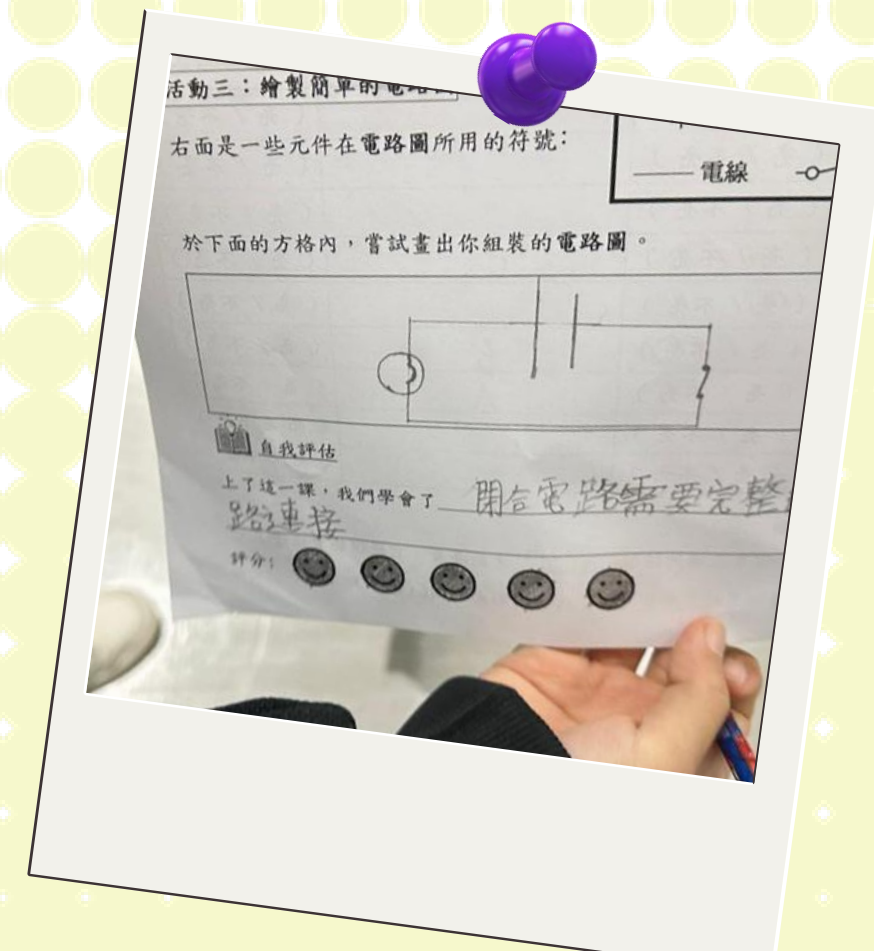 活動三：繪製簡單的電路
右面是一些元件在電路圖所用的符號：
電線
於下面的方格內，嘗試畫出你組裝的電路圖。
自我評估
上了這一課，我們學會了 閉合電路需要完整
路連接
評分：